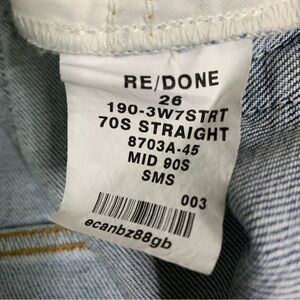 RE/DONE
26
190-3W7STRT
70S STRAIGHT
8703A-45
MID 90S
SMS
003
ecanbz88gb